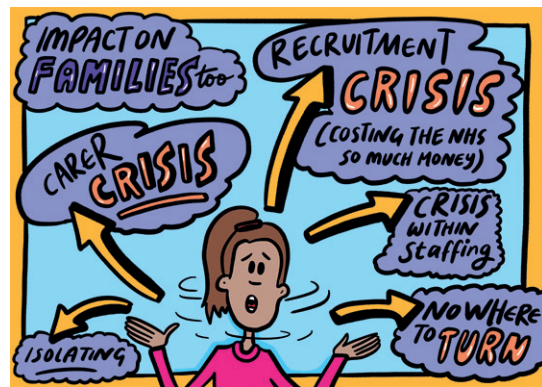 IMPACT ON
FAMILIES too
RECRUITMENT
CRISIS
(COSTING THE NHS
SO MUCH MONEY)
CARER
CRISIS
CRISIS
WITHIN
Staffing
ISOLATING
NOWHERE
TO TURN